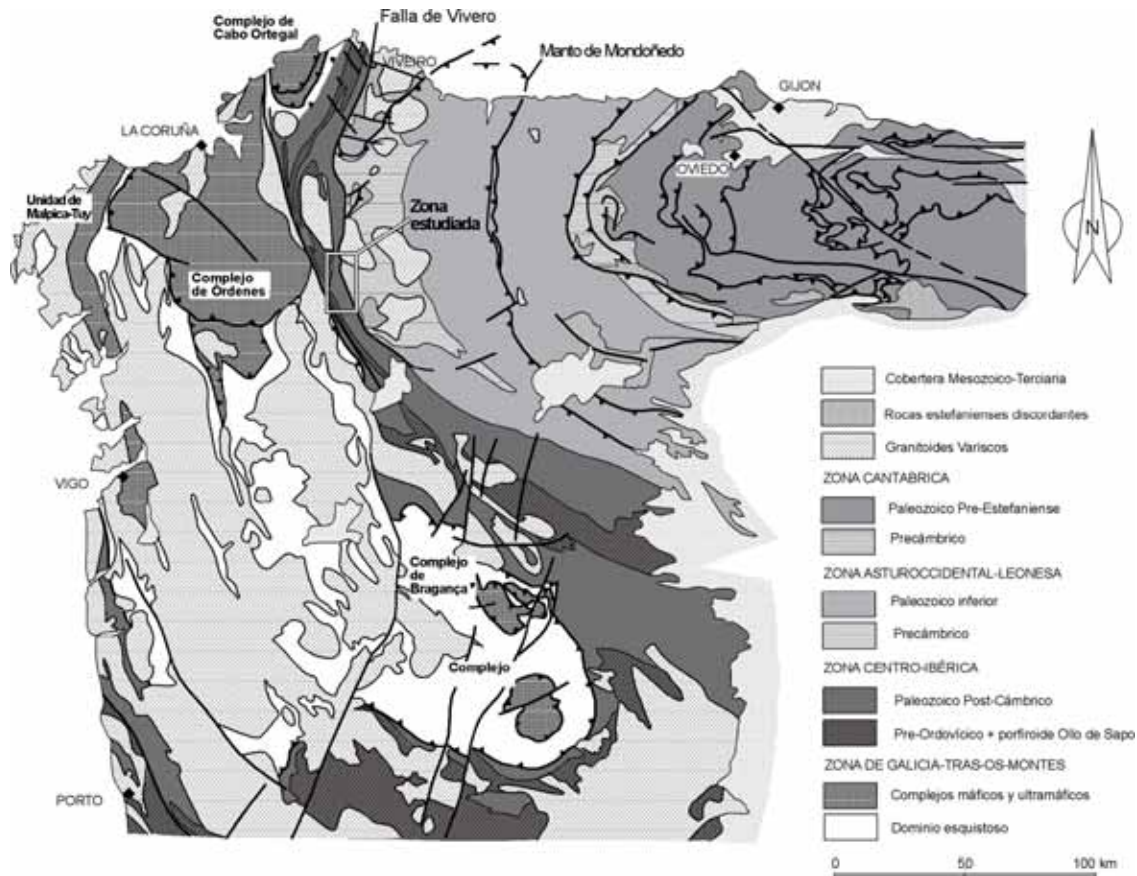 Complejo de
Cabo Ortegal
Falla de Vivero
VIVEIRO
Manto de Mondoñedo
GIJON
LA CORUÑA
OVIEDO
Unidad de
Malpica-Tuy
Zona
estudiada
N
Complejo
de Órdenes
Cobertera Mesozoico-Terciaria
Rocas estefanienses discordantes
Granitoides Variscos
ZONA CANTABRICA
VIGO
Paleozoico Pre-Estefaniense
Precámbrico
Complejo
de
Bragança
ZONA ASTUROCCIDENTAL-LEONESA
Paleozoico inferior
Precámbrico
Complejo
ZONA CENTRO-IBÉRICA
Paleozoico Post-Cámbrico
Pre-Ordovícico + porfiroide Ollo de Sapo
ZONA DE GALICIA-TRAS-OS-MONTES
PORTO
Complejos máficos y ultramáficos
Dominio esquistoso
0 50 100 km